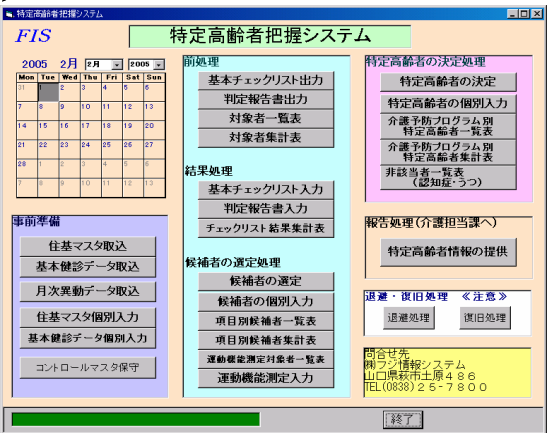 特定高齢者把握システム
FIS
特定高齢者把握システム
2005 2月 2月 2005
Mon Tue Wed Thu Fri Sat Sun
31 1 2 3 4 5 6
7 8 9 10 11 12 13
14 15 16 17 18 19 20
21 22 23 24 25 26 27
28 1 2 3 4 5 6
7 8 9 10 11 12 13
事前準備
住基マスタ取込
基本健診データ取込
月次異動データ取込
住基マスタ個別入力
基本健診データ個別入力
コントロールマスタ保守
前処理
基本チェックリスト出力
判定報告書出力
対象者一覧表
対象者集計表
結果処理
基本チェックリスト入力
判定報告書入力
チェックリスト結果集計表
候補者の選定処理
候補者の選定
候補者の個別入力
項目別候補者一覧表
項目別候補者集計表
運動機能測定対象者一覧表
運動機能測定入力
特定高齢者の決定処理
特定高齢者の決定
特定高齢者の個別入力
介護予防プログラム別
特定高齢者一覧表
介護予防プログラム別
特定高齢者集計表
非該当者一覧表
(認知症・うつ)
報告処理(介護担当課へ)
特定高齢者情報の提供
退避・復旧処理 ≪注意≫
退避処理 復旧処理
問合せ先
㈱フジ情報システム
山口県萩市土原486
TEL(0838)25-7800
終了